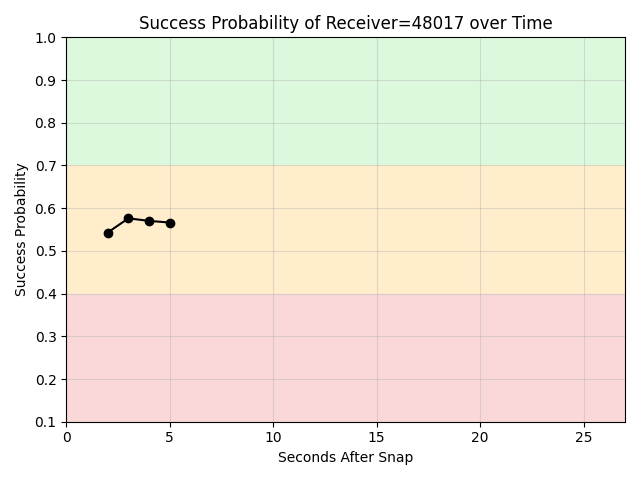 Success Probability of Receiver=48017 over Time
1.0
0.9
0.8
0.7
0.6
0.5
0.4
0.3
0.2
0.1
Success Probability
0 5 10 15 20 25
Seconds After Snap